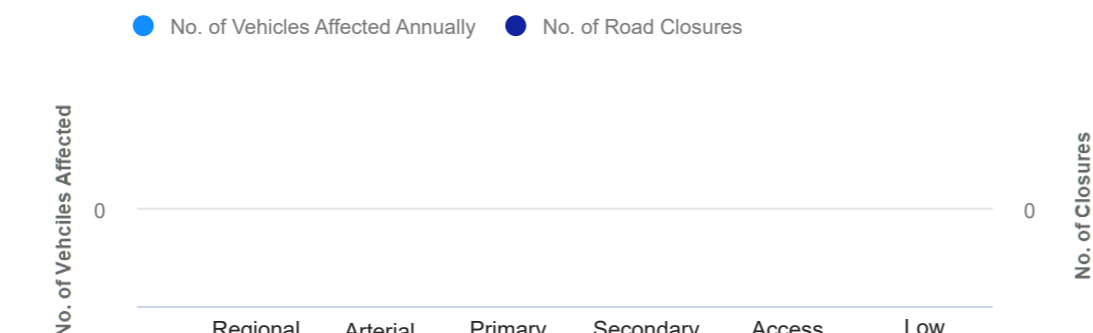 No. of Vehicles Affected Annually No. of Road Closures
No. of Vehciles Affected
0
0
No. of Closures
Regional Arterial Primary Secondary Access Low